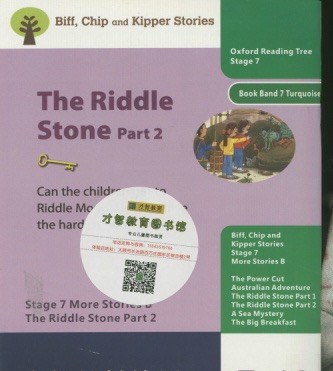 Biff, Chip and Kipper Stories
Oxford Reading Tree
Stage 7
Book Band 7 Turquoise
The Riddle
Stone Part 2
Can the children
Riddle
the hard
才智教育图书馆
Biff, Chip and
Kipper Stories
Stage 7
More Stories B
The Power Cut
Australian Adventure
The Riddle Stone Part 1
The Riddle Stone Part 2
A Sea Mystery
The Big Breakfast
Stage 7 More Stories B
The Riddle Stone Part 2